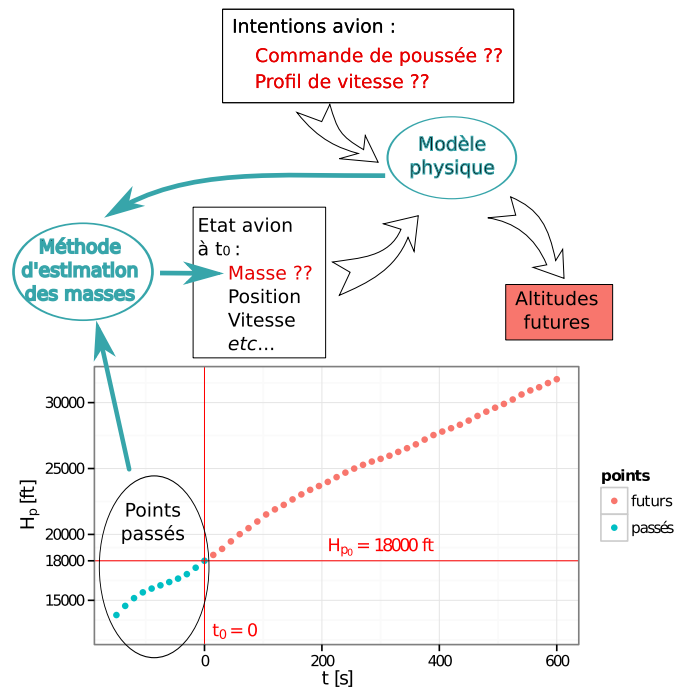 Intentions avion :
Commande de poussée ??
Profil de vitesse ??
Modèle
physique
Méthode
d'estimation
des masses
Etat avion
à t₀ :
Masse ??
Position
Vitesse
etc...
Altitudes
futures
Points
passés
30000
25000
20000
18000
15000
Hₚ [ft]
Hₚ₀ = 18000 ft
t₀ = 0
0
200
400
600
t [s]
points
futurs
passés